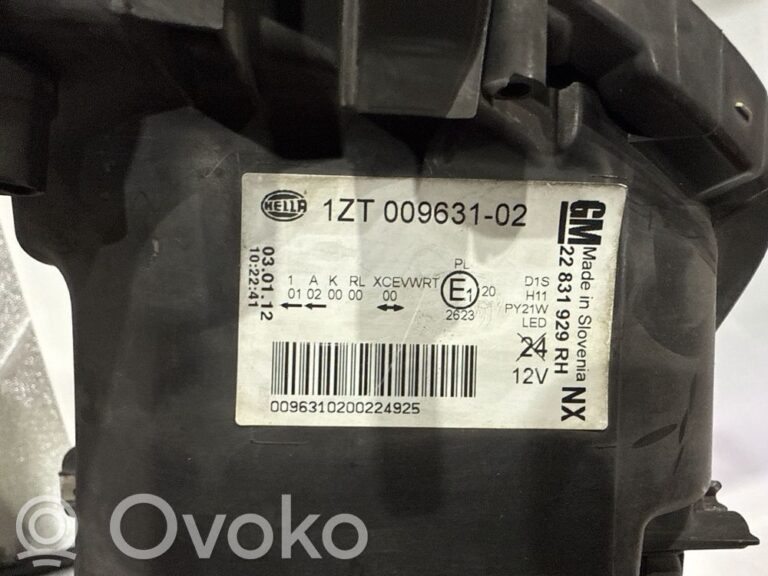 HELLA
1ZT 009631-02
03.01.12
10:22:41
1 A K RL XCEVWRT
01 02 00 00 00
PL
E1
20
2623
D1S
H11
PY21W
LED
24
12V
GM
Made in Slovenia
22 831 929 RH
NX
0096310200224925
Ovoko